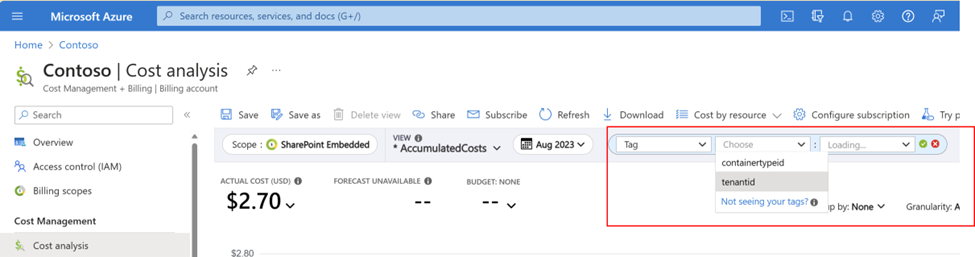 Microsoft Azure
Search resources, services, and docs (G+/)
Home > Contoso
Contoso | Cost analysis
Cost Management + Billing | Billing account
Search
Save
Save as
Delete view
Share
Subscribe
Refresh
Download
Cost by resource
Configure subscription
Try p
Overview
Access control (IAM)
Billing scopes
Cost Management
Cost analysis
Scope : SharePoint Embedded
VIEW
* AccumulatedCosts
Aug 2023
Tag
Choose
:
Loading...
containertypeid
tenantid
Not seeing your tags?
ACTUAL COST (USD)
$2.70
FORECAST UNAVAILABLE
--
BUDGET: NONE
--
up by: None
Granularity: A
$2.80